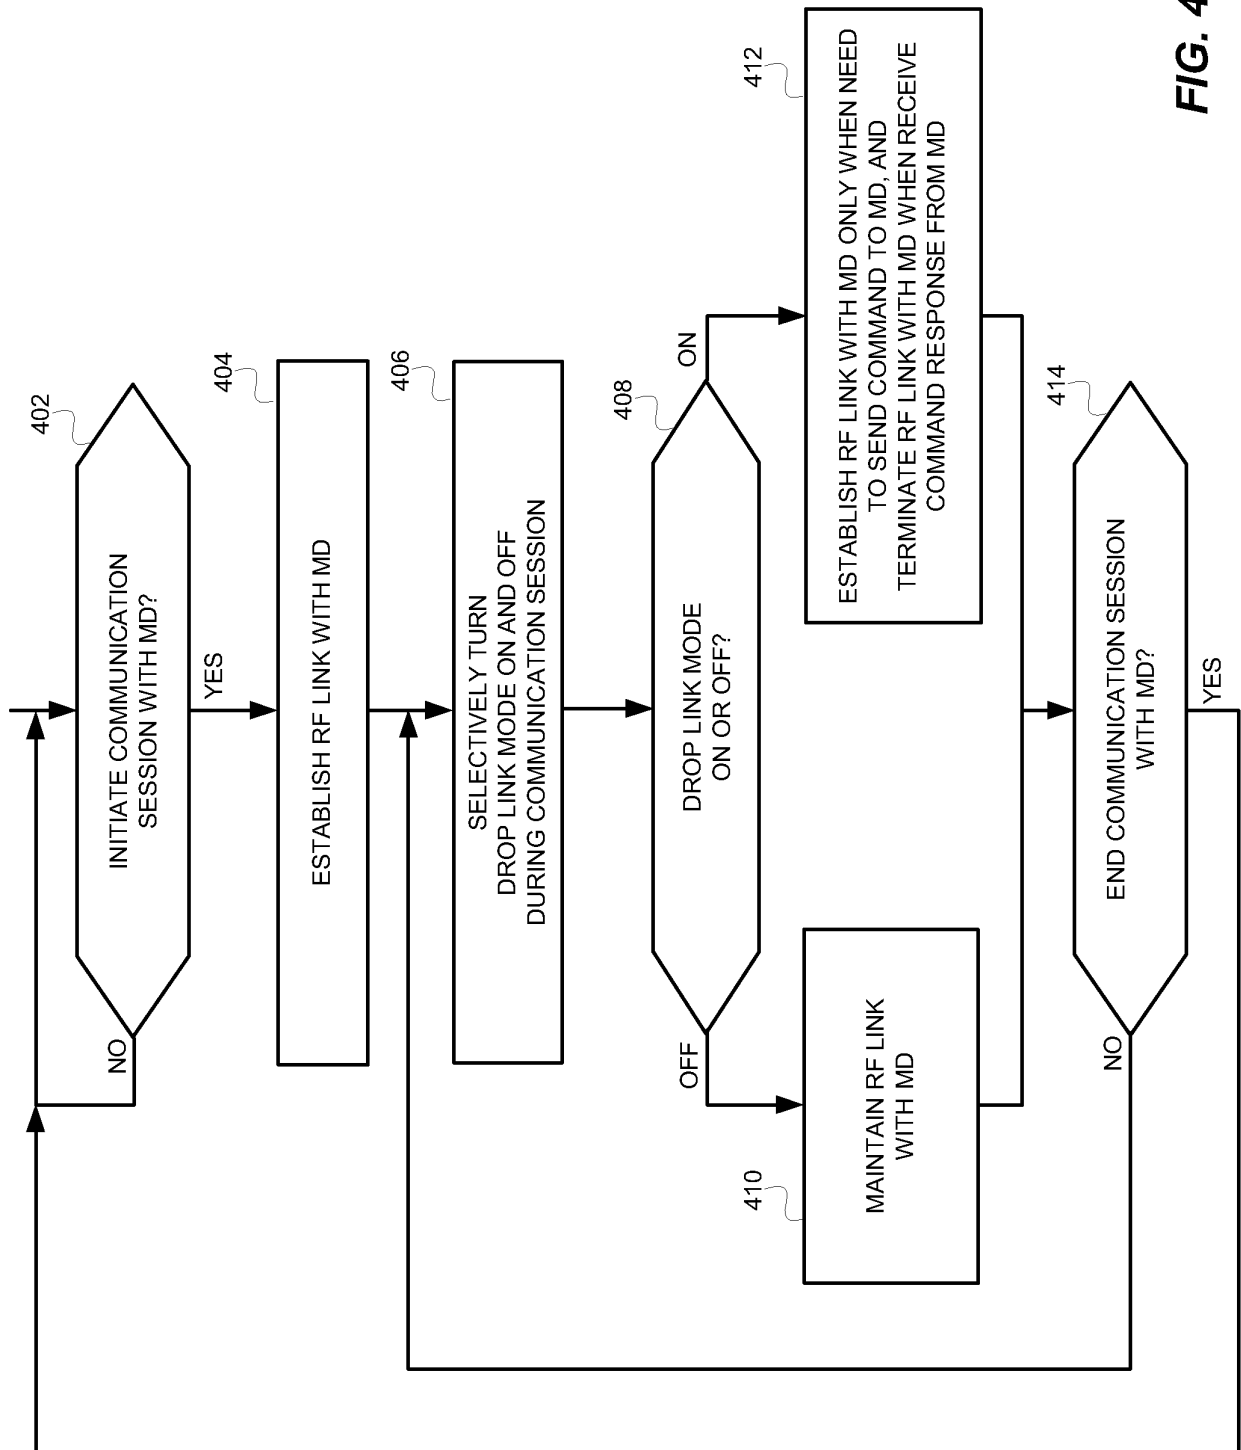 402
INITIATE COMMUNICATION
SESSION WITH MD?
NO
YES
404
ESTABLISH RF LINK WITH MD
406
SELECTIVELY TURN
DROP LINK MODE ON AND OFF
DURING COMMUNICATION SESSION
408
DROP LINK MODE
ON OR OFF?
OFF
ON
410
MAINTAIN RF LINK
WITH MD
412
ESTABLISH RF LINK WITH MD ONLY WHEN NEED
TO SEND COMMAND TO MD, AND
TERMINATE RF LINK WITH MD WHEN RECEIVE
COMMAND RESPONSE FROM MD
414
END COMMUNICATION SESSION
WITH MD?
NO
YES
FIG. 4